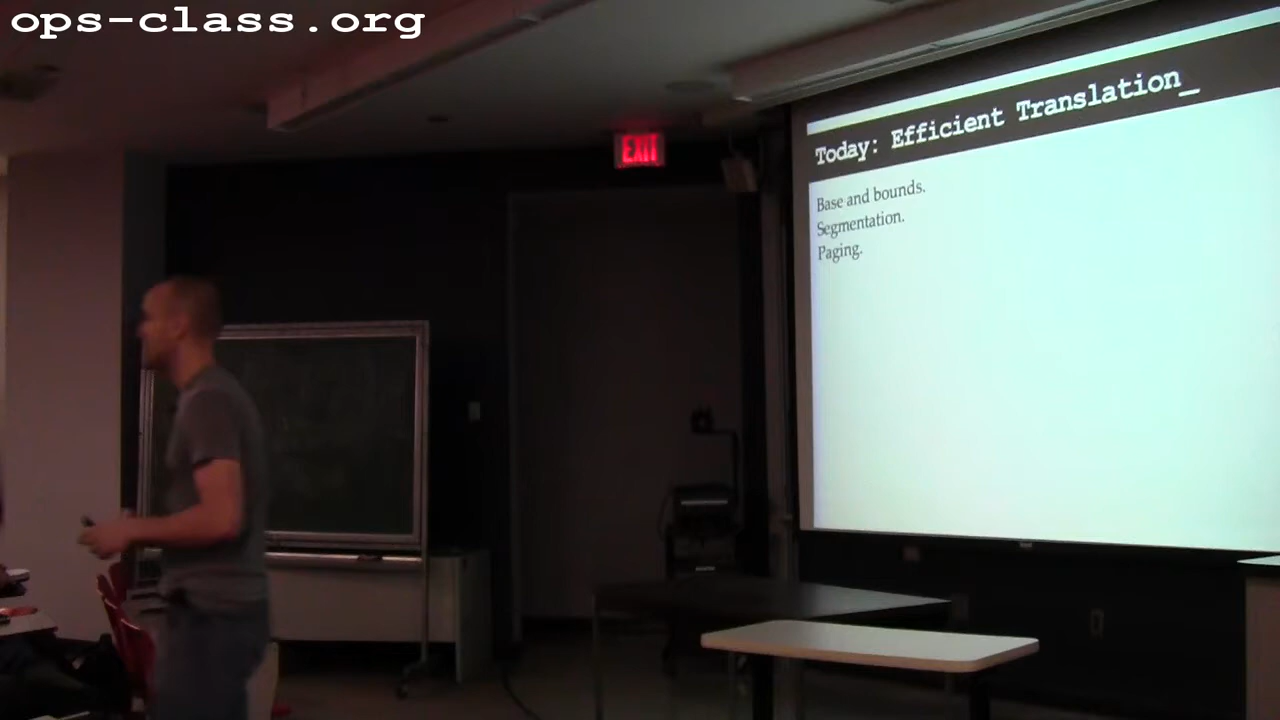 ops-class.org
EXIT
Today: Efficient Translation_
Base and bounds.
Segmentation.
Paging.